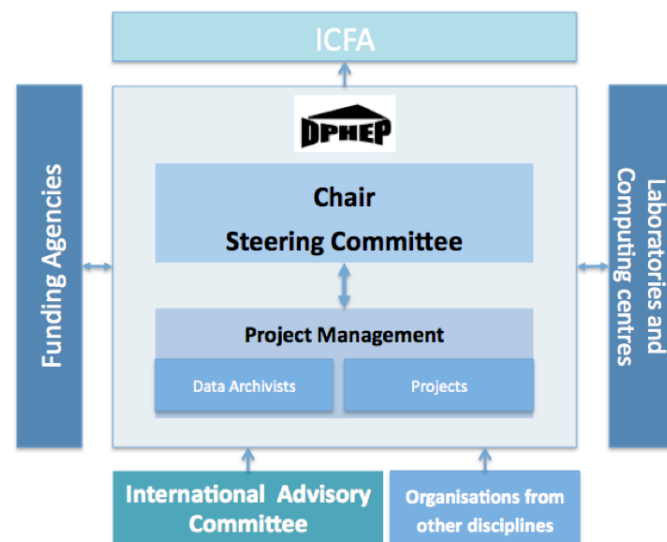 ICFA
DPHEP
Chair
Steering Committee
Funding Agencies
Laboratories and
Computing centres
Project Management
Data Archivists
Projects
International Advisory
Committee
Organisations from
other disciplines